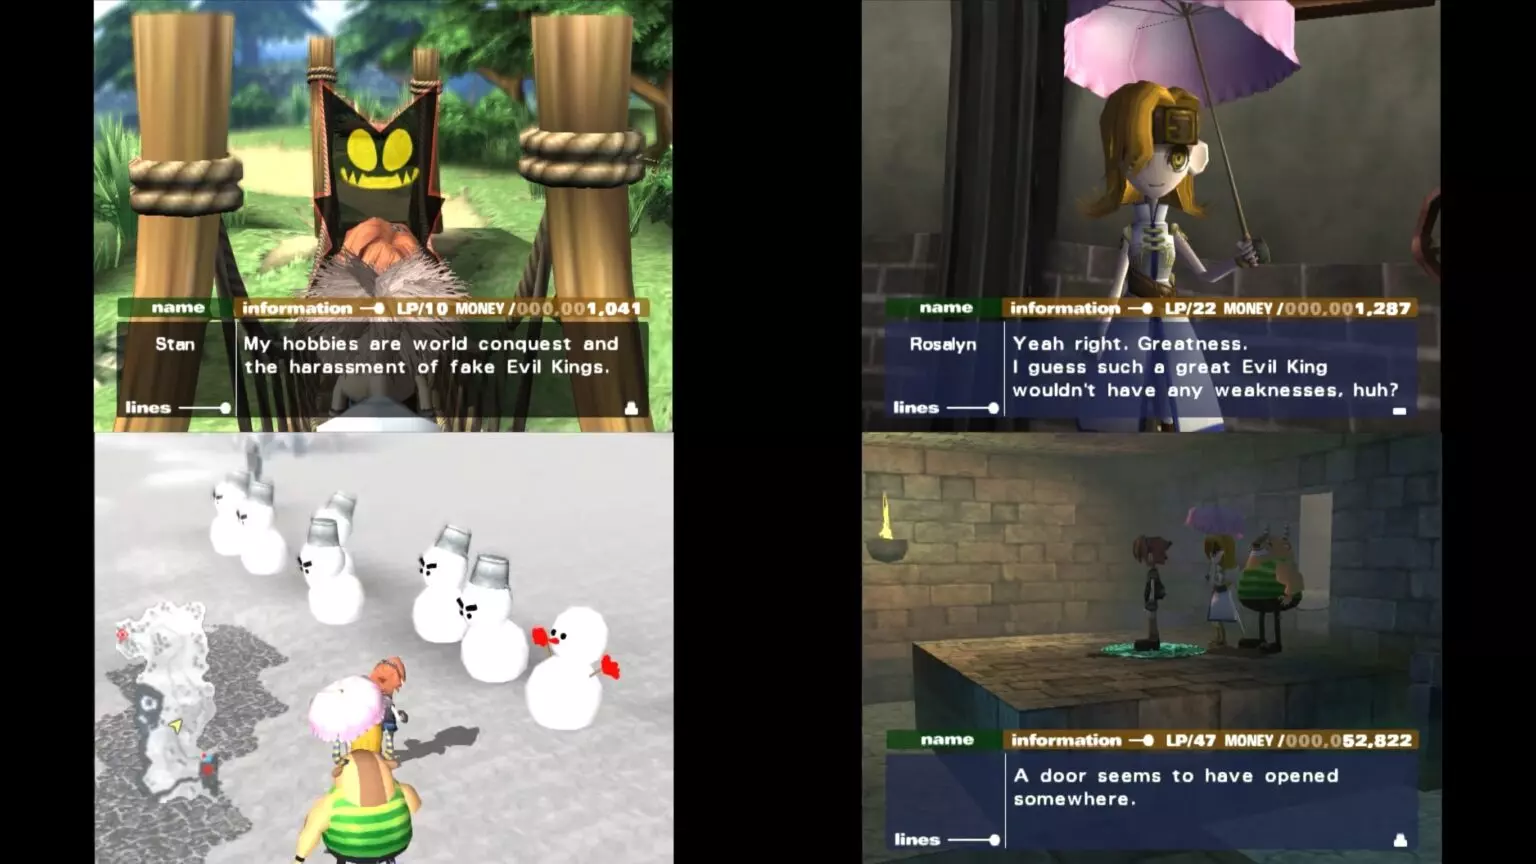 name information LP/10 MONEY/000,001,041
Stan
My hobbies are world conquest and
the harassment of fake Evil Kings.
lines
name information LP/22 MONEY/000,001,287
Rosalyn
Yeah right. Greatness.
I guess such a great Evil King
wouldn't have any weaknesses, huh?
lines
name information LP/47 MONEY/000,052,822
A door seems to have opened
somewhere.
lines